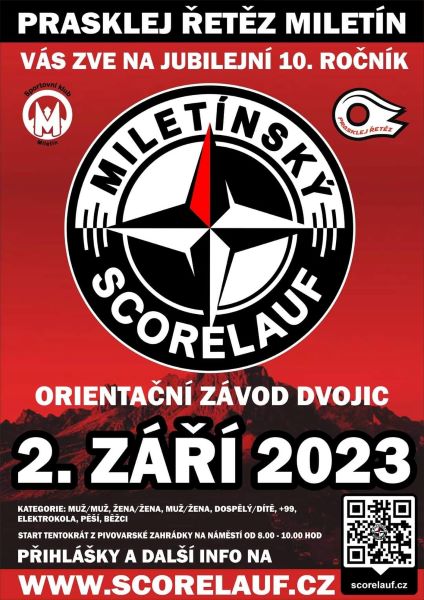 PRASKLEJ ŘETĚZ MILETÍN
VÁS ZVE NA JUBILEJNÍ 10. ROČNÍK
Sportovní klub
M
Miletín
PRASKLEJ ŘETĚZ
MILETÍNSKÝ
SCORELAUF
ORIENTAČNÍ ZÁVOD DVOJIC
2. ZÁŘÍ 2023
KATEGORIE: MUŽ/MUŽ, ŽENA/ŽENA, MUŽ/ŽENA, DOSPĚLÝ/DÍTĚ, +99,
ELEKTROKOLA, PĚŠÍ, BĚŽCI
START TENTOKRÁT Z PIVOVARSKÉ ZAHRÁDKY NA NÁMĚSTÍ OD 8.00 - 10.00 HOD
PŘIHLÁŠKY A DALŠÍ INFO NA
WWW.SCORELAUF.CZ
scorelauf.cz